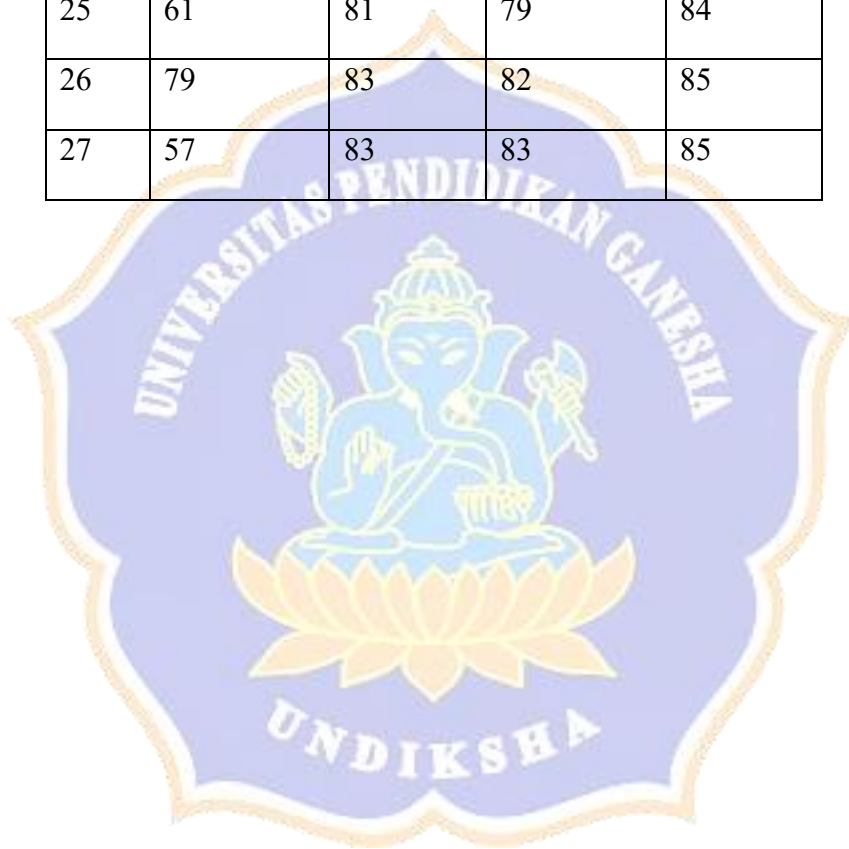 25 61 81 79 84
26 79 83 82 85
27 57 83 83 85
UNIVERSITAS PENDIDIKAN GANESHA
UNDIKSHA